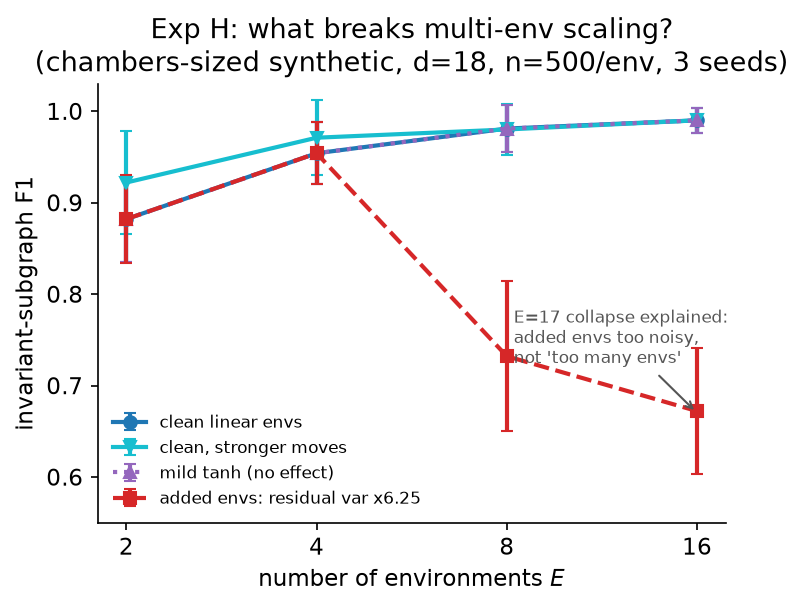 Exp H: what breaks multi-env scaling?
(chambers-sized synthetic, d=18, n=500/env, 3 seeds)
invariant-subgraph F1
1.0
0.9
0.8
0.7
0.6
E=17 collapse explained:
added envs too noisy,
not 'too many envs'
clean linear envs
clean, stronger moves
mild tanh (no effect)
added envs: residual var x6.25
2
4
8
16
number of environments E